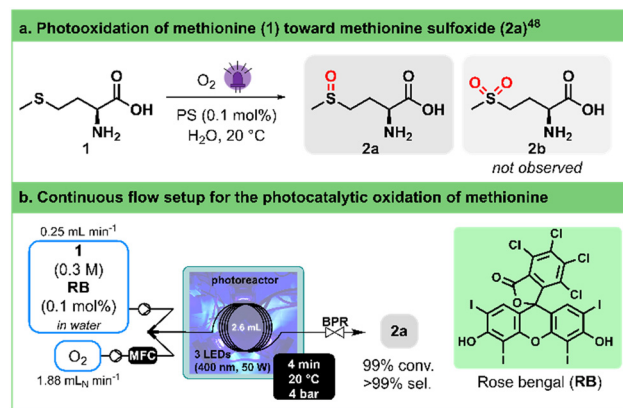 a. Photooxidation of methionine (1) toward methionine sulfoxide (2a)⁴⁸
S
O
OH
NH₂
1
O₂
PS (0.1 mol%)
H₂O, 20 °C
O
S
O
OH
NH₂
2a
O O
S
O
OH
NH₂
2b
not observed
b. Continuous flow setup for the photocatalytic oxidation of methionine
0.25 mL min⁻¹
1
(0.3 M)
RB
(0.1 mol%)
in water
O₂
MFC
1.88 mLN min⁻¹
photoreactor
2.6 mL
3 LEDs
(400 nm, 50 W)
4 min
20 °C
4 bar
BPR
2a
99% conv.
>99% sel.
Cl
Cl
Cl
Cl
O
O
I
I
HO
O
OH
I
I
Rose bengal (RB)